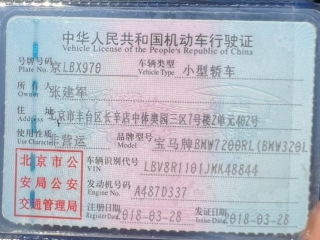 中华人民共和国机动车行驶证
Vehicle License of the People's Republic of China
号牌号码 京LBX970 车辆类型 小型轿车
Plate No. Vehicle Type
所有人 张建军
Owner
住址 北京市丰台区长辛店中体奥园三区7号楼2单元402号
使用性质 非营运 品牌型号 宝马牌BMW7200RL(BMW320L
Use Character
北京市公安局公安交通管理局
车辆识别代号 LBV8R1101JMK48844
VIN
发动机号码 A487D337
Engine No.
注册日期 2018-03-28 发证日期 2018-03-28
Register Date Issue Date